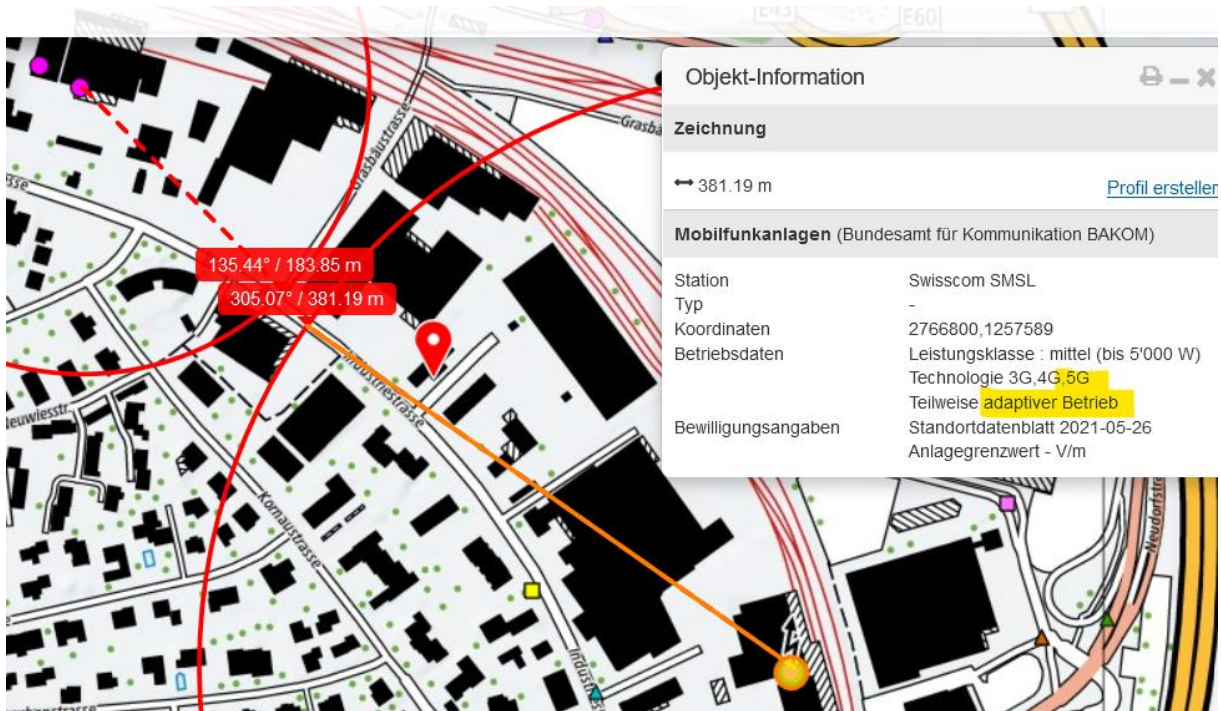 E43
E60
Objekt-Information
Zeichnung
381.19 m
Profil erstellen
Mobilfunkanlagen (Bundesamt für Kommunikation BAKOM)
Station Swisscom SMSL
Typ -
Koordinaten 2766800,1257589
Betriebsdaten Leistungsklasse : mittel (bis 5'000 W)
Technologie 3G,4G,5G
Teilweise adaptiver Betrieb
Bewilligungsangaben Standortdatenblatt 2021-05-26
Anlagegrenzwert - V/m
Grasbäustrasse
135.44° / 183.85 m
305.07° / 381.19 m
Industriestrasse
Kornaustrasse
Neuwiesstr.